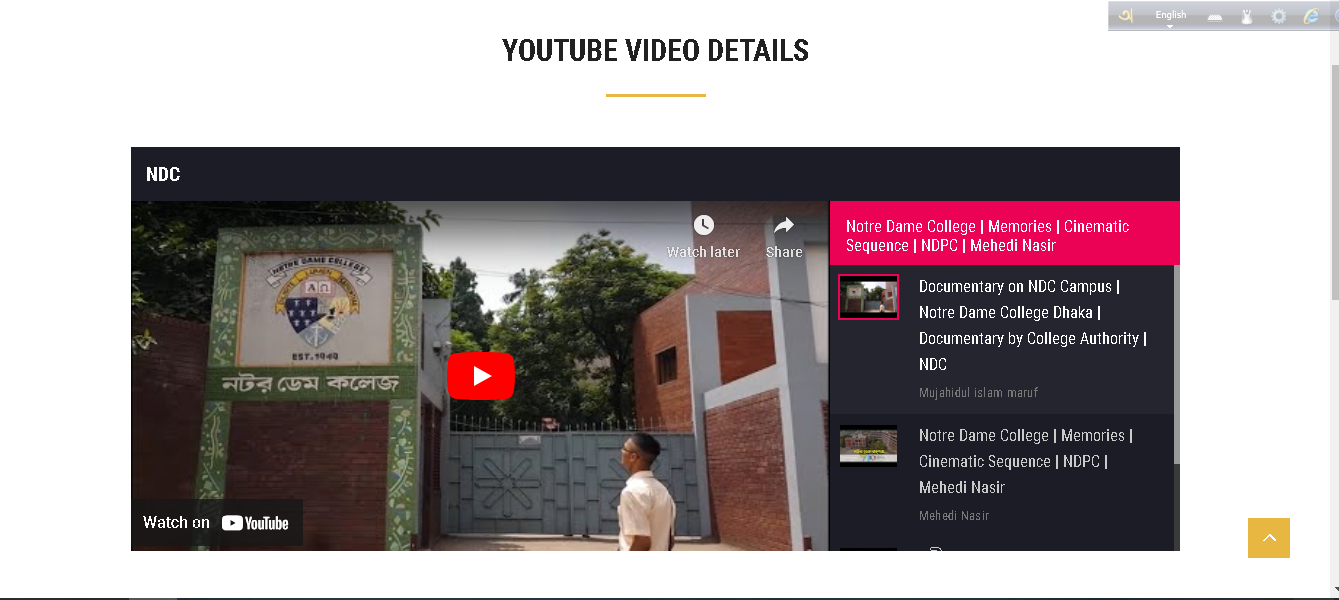 English
YOUTUBE VIDEO DETAILS
NDC
Watch later
Share
NOTRE DAME COLLEGE
EST. 1949
নটর ডেম কলেজ
Watch on YouTube
Notre Dame College | Memories | Cinematic
Sequence | NDPC | Mehedi Nasir
Documentary on NDC Campus |
Notre Dame College Dhaka |
Documentary by College Authority |
NDC
Mujahidul islam maruf
Notre Dame College | Memories |
Cinematic Sequence | NDPC |
Mehedi Nasir
Mehedi Nasir